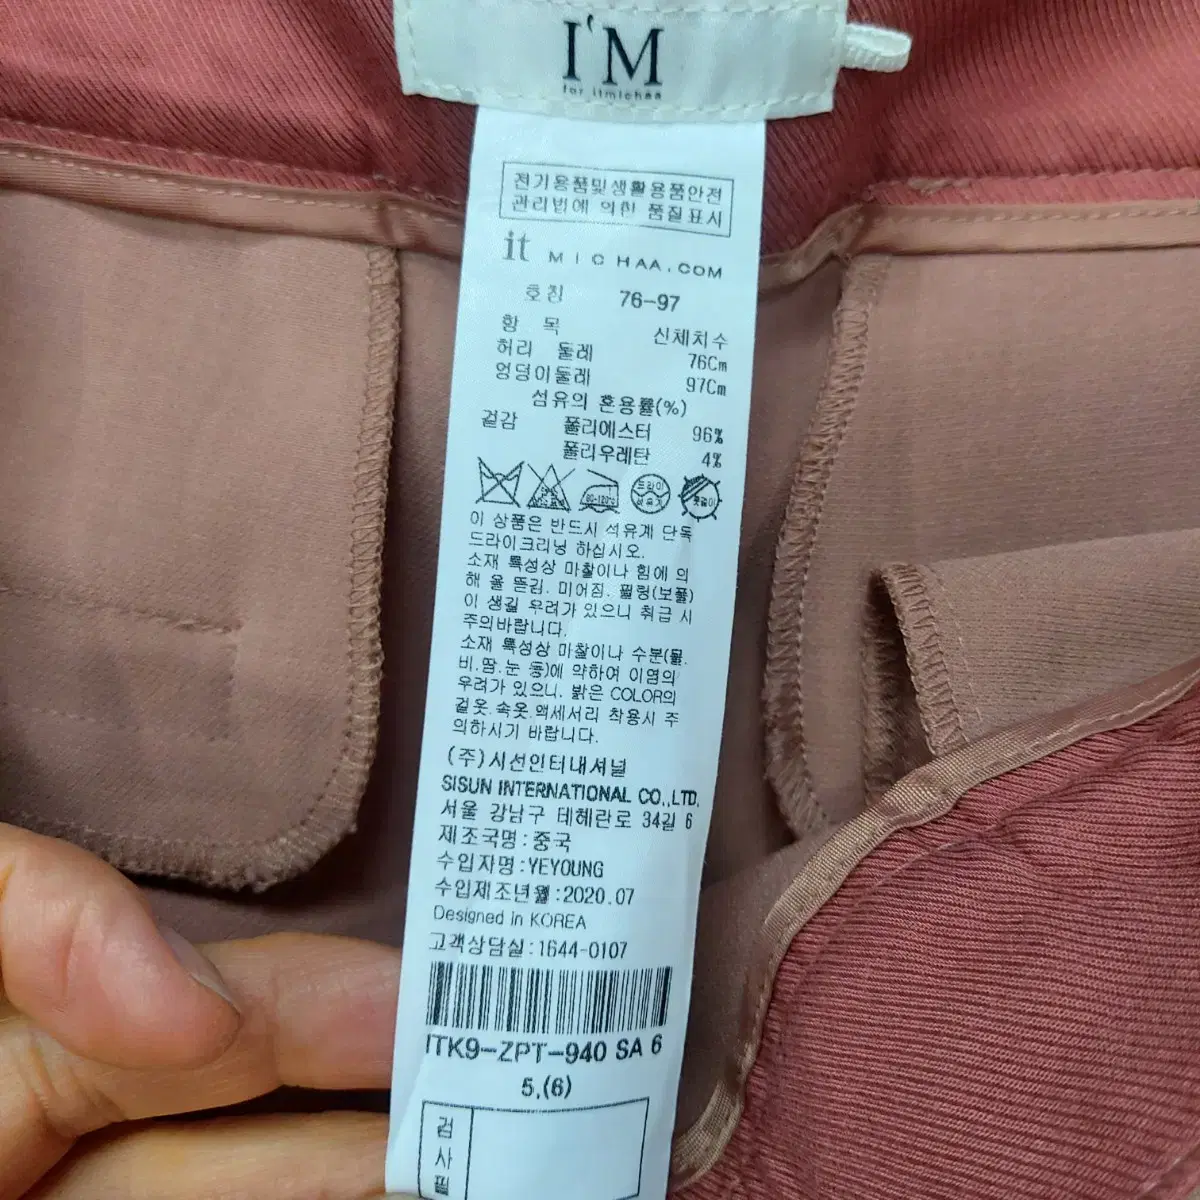 I'M
for itmichaa
전기용품및생활용품안전
관리법에 의한 품질표시
it MICHAA.COM
호칭 76-97
항 목 신체치수
허리 둘레 76Cm
엉덩이둘레 97Cm
섬유의 혼용률(%)
겉감 폴리에스터 96%
폴리우레탄 4%
80-120℃ 드라이 석유계 옷걸이
이 상품은 반드시 석유계 단독
드라이크리닝 하십시오.
소재 특성상 마찰이나 힘에 의
해 올 뜯김. 미어짐. 필링(보풀)
이 생길 우려가 있으니 취급 시
주의바랍니다.
소재 특성상 마찰이나 수분(물.
비.땀.눈 등)에 약하여 이염의
우려가 있으니. 밝은 COLOR의
겉옷.속옷.액세서리 착용시 주
의하시기 바랍니다.
(주)시선인터내셔널
SISUN INTERNATIONAL CO.,LTD.
서울 강남구 테헤란로 34길 6
제조국명:중국
수입자명:YEYOUNG
수입제조년월:2020.07
Designed in KOREA
고객상담실:1644-0107
ITK9-ZPT-940 SA 6
5.(6)
검
사
필